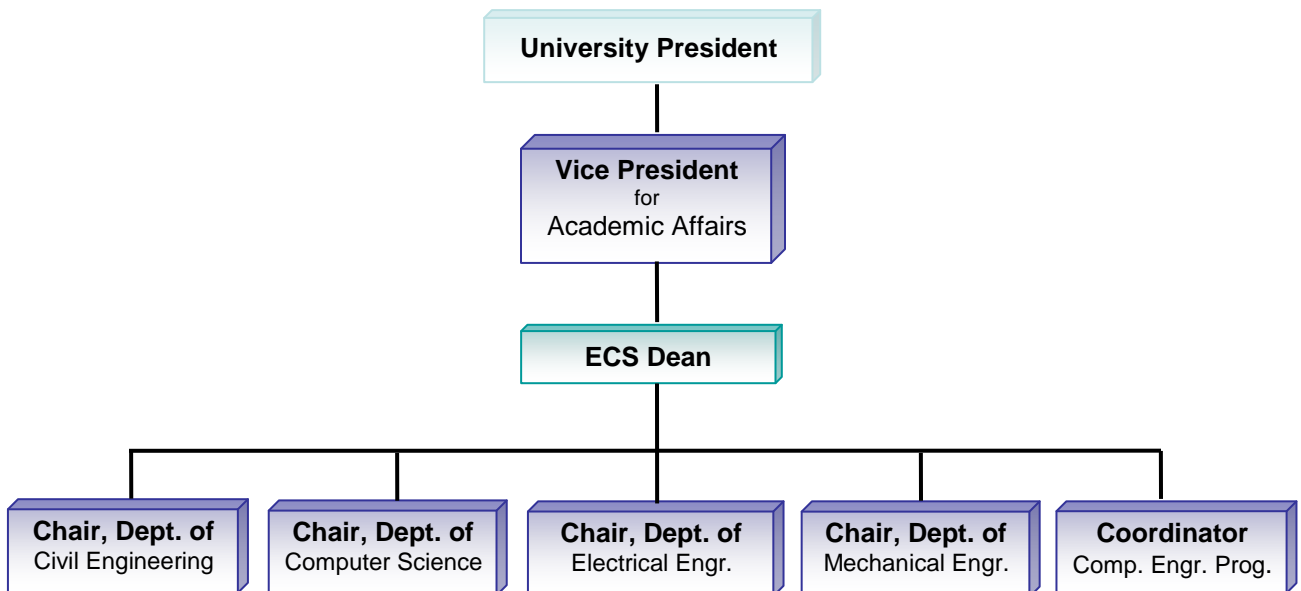 University President
Vice President
for
Academic Affairs
ECS Dean
Chair, Dept. of
Civil Engineering
Chair, Dept. of
Computer Science
Chair, Dept. of
Electrical Engr.
Chair, Dept. of
Mechanical Engr.
Coordinator
Comp. Engr. Prog.